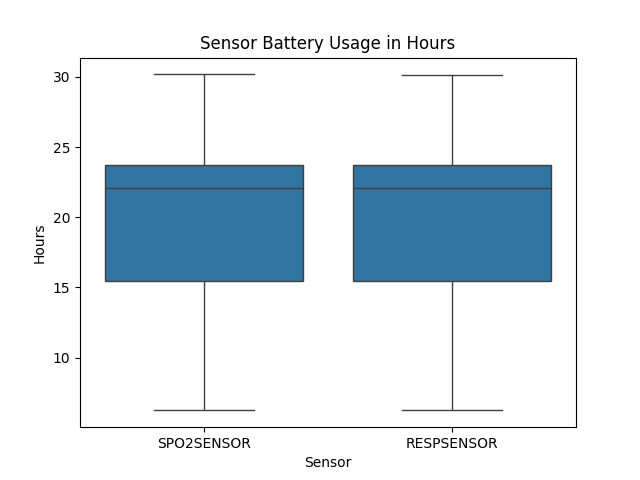 Sensor Battery Usage in Hours
30
25
20
15
10
Hours
SPO2SENSOR RESPSENSOR
Sensor